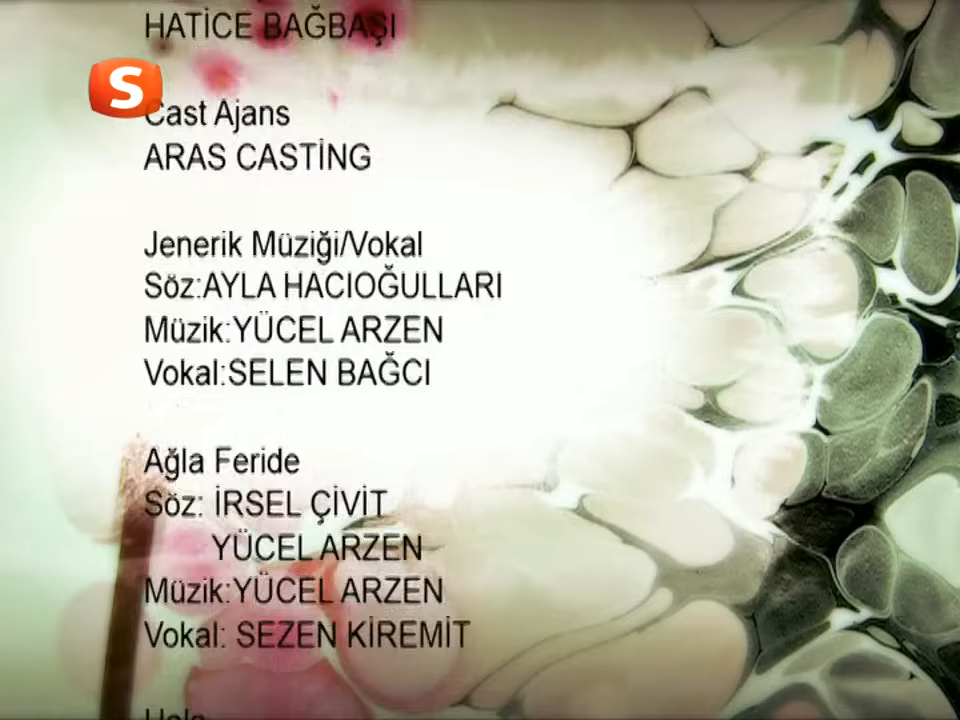 HATİCE BAĞBAŞI
S
Cast Ajans
ARAS CASTİNG
Jenerik Müziği/Vokal
Söz:AYLA HACIOĞULLARI
Müzik:YÜCEL ARZEN
Vokal:SELEN BAĞCI
Ağla Feride
Söz: İRSEL ÇİVİT
YÜCEL ARZEN
Müzik:YÜCEL ARZEN
Vokal: SEZEN KİREMİT